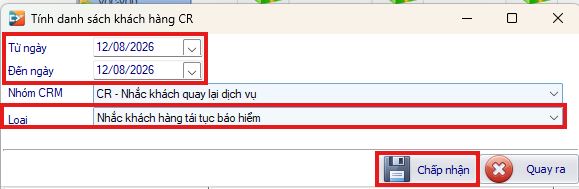 Tính danh sách khách hàng CR
Từ ngày 12/08/2026
Đến ngày 12/08/2026
Nhóm CRM CR - Nhắc khách quay lại dịch vụ
Loại Nhắc khách hàng tái tục bảo hiểm
Chấp nhận Quay ra